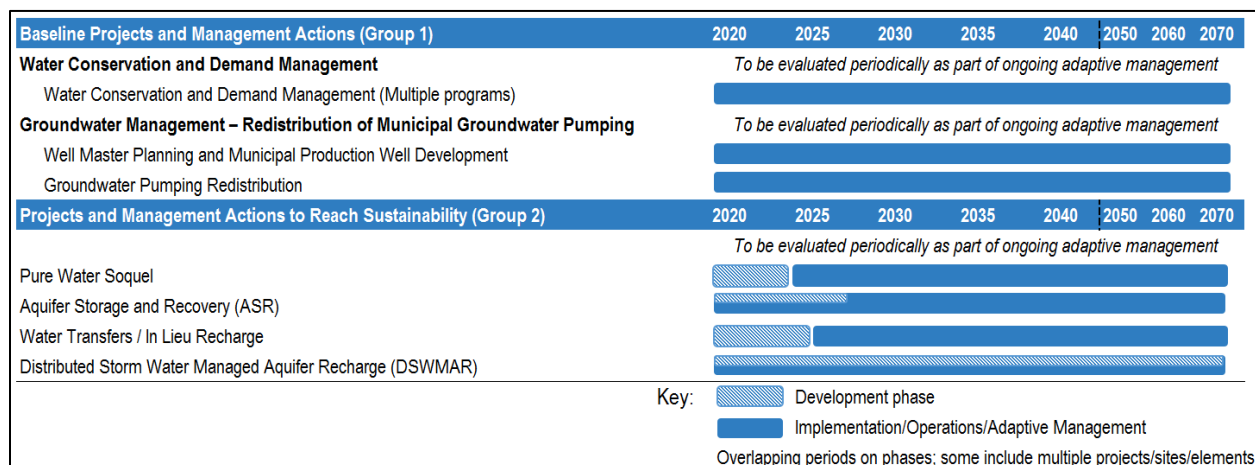 Baseline Projects and Management Actions (Group 1) 2020 2025 2030 2035 2040 2050 2060 2070
Water Conservation and Demand Management To be evaluated periodically as part of ongoing adaptive management
Water Conservation and Demand Management (Multiple programs)
Groundwater Management – Redistribution of Municipal Groundwater Pumping To be evaluated periodically as part of ongoing adaptive management
Well Master Planning and Municipal Production Well Development
Groundwater Pumping Redistribution
Projects and Management Actions to Reach Sustainability (Group 2) 2020 2025 2030 2035 2040 2050 2060 2070
To be evaluated periodically as part of ongoing adaptive management
Pure Water Soquel
Aquifer Storage and Recovery (ASR)
Water Transfers / In Lieu Recharge
Distributed Storm Water Managed Aquifer Recharge (DSWMAR)
Key: Development phase
Implementation/Operations/Adaptive Management
Overlapping periods on phases; some include multiple projects/sites/elements